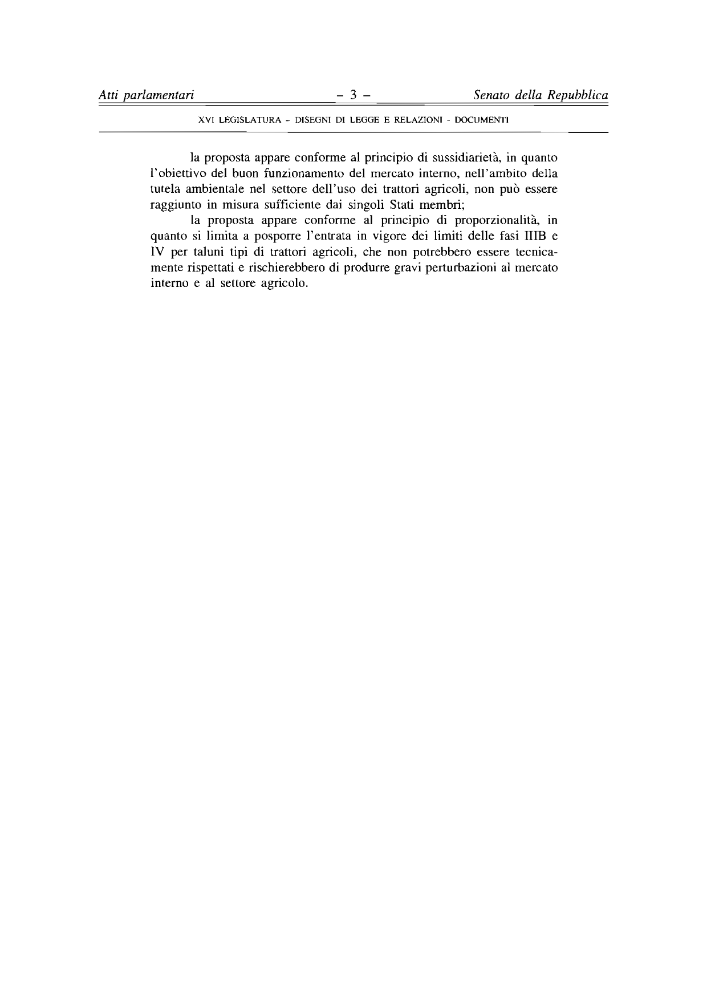 Atti parlamentari – 3 – Senato della Repubblica
XVI LEGISLATURA – DISEGNI DI LEGGE E RELAZIONI - DOCUMENTI
la proposta appare conforme al principio di sussidiarietà, in quanto
l'obiettivo del buon funzionamento del mercato interno, nell'ambito della
tutela ambientale nel settore dell'uso dei trattori agricoli, non può essere
raggiunto in misura sufficiente dai singoli Stati membri;
la proposta appare conforme al principio di proporzionalità, in
quanto si limita a posporre l'entrata in vigore dei limiti delle fasi IIIB e
IV per taluni tipi di trattori agricoli, che non potrebbero essere tecnica-
mente rispettati e rischierebbero di produrre gravi perturbazioni al mercato
interno e al settore agricolo.